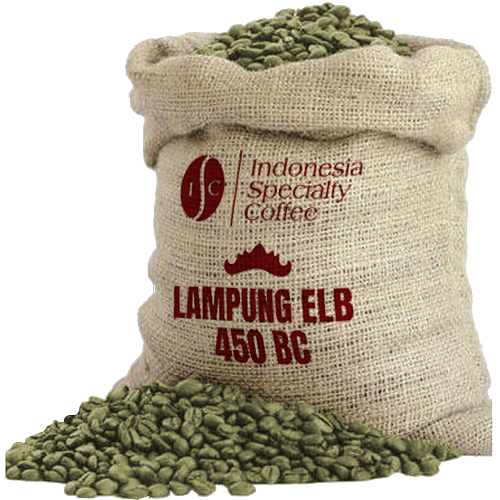 I S C
Indonesia
Specialty
Coffee
LAMPUNG ELB
450 BC